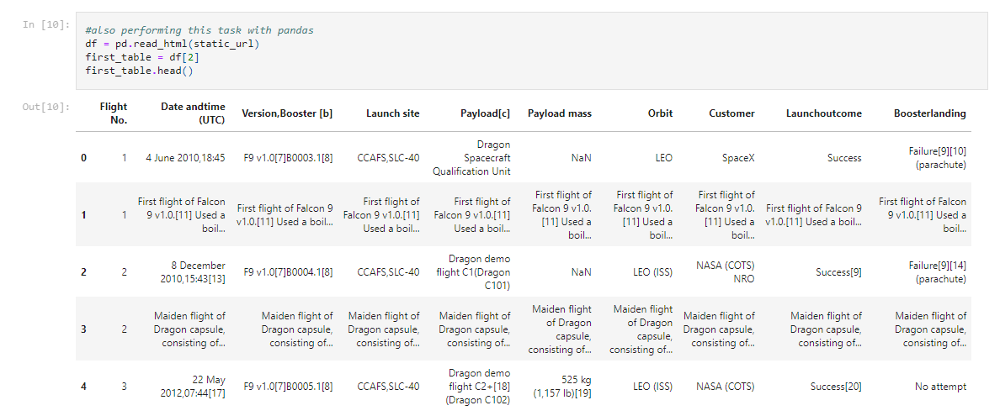 In [10]:
#also performing this task with pandas
df = pd.read_html(static_url)
first_table = df[2]
first_table.head()
Out[10]:
Flight No. Date andtime (UTC) Version,Booster [b] Launch site Payload[c] Payload mass Orbit Customer Launchoutcome Boosterlanding
0 1 4 June 2010,18:45 F9 v1.0[7]B0003.1[8] CCAFS,SLC-40 Dragon Spacecraft Qualification Unit NaN LEO SpaceX Success Failure[9][10] (parachute)
1 1 First flight of Falcon 9 v1.0.[11] Used a boil... First flight of Falcon 9 v1.0.[11] Used a boil... First flight of Falcon 9 v1.0.[11] Used a boil... First flight of Falcon 9 v1.0.[11] Used a boil... First flight of Falcon 9 v1.0.[11] Used a boil... First flight of Falcon 9 v1.0.[11] Used a boil... First flight of Falcon 9 v1.0.[11] Used a boil... First flight of Falcon 9 v1.0.[11] Used a boil... First flight of Falcon 9 v1.0.[11] Used a boil...
2 2 8 December 2010,15:43[13] F9 v1.0[7]B0004.1[8] CCAFS,SLC-40 Dragon demo flight C1(Dragon C101) NaN LEO (ISS) NASA (COTS) NRO Success[9] Failure[9][14] (parachute)
3 2 Maiden flight of Dragon capsule, consisting of... Maiden flight of Dragon capsule, consisting of... Maiden flight of Dragon capsule, consisting of... Maiden flight of Dragon capsule, consisting of... Maiden flight of Dragon capsule, consisting of... Maiden flight of Dragon capsule, consisting of... Maiden flight of Dragon capsule, consisting of... Maiden flight of Dragon capsule, consisting of... Maiden flight of Dragon capsule, consisting of...
4 3 22 May 2012,07:44[17] F9 v1.0[7]B0005.1[8] CCAFS,SLC-40 Dragon demo flight C2+[18] (Dragon C102) 525 kg (1,157 lb)[19] LEO (ISS) NASA (COTS) Success[20] No attempt